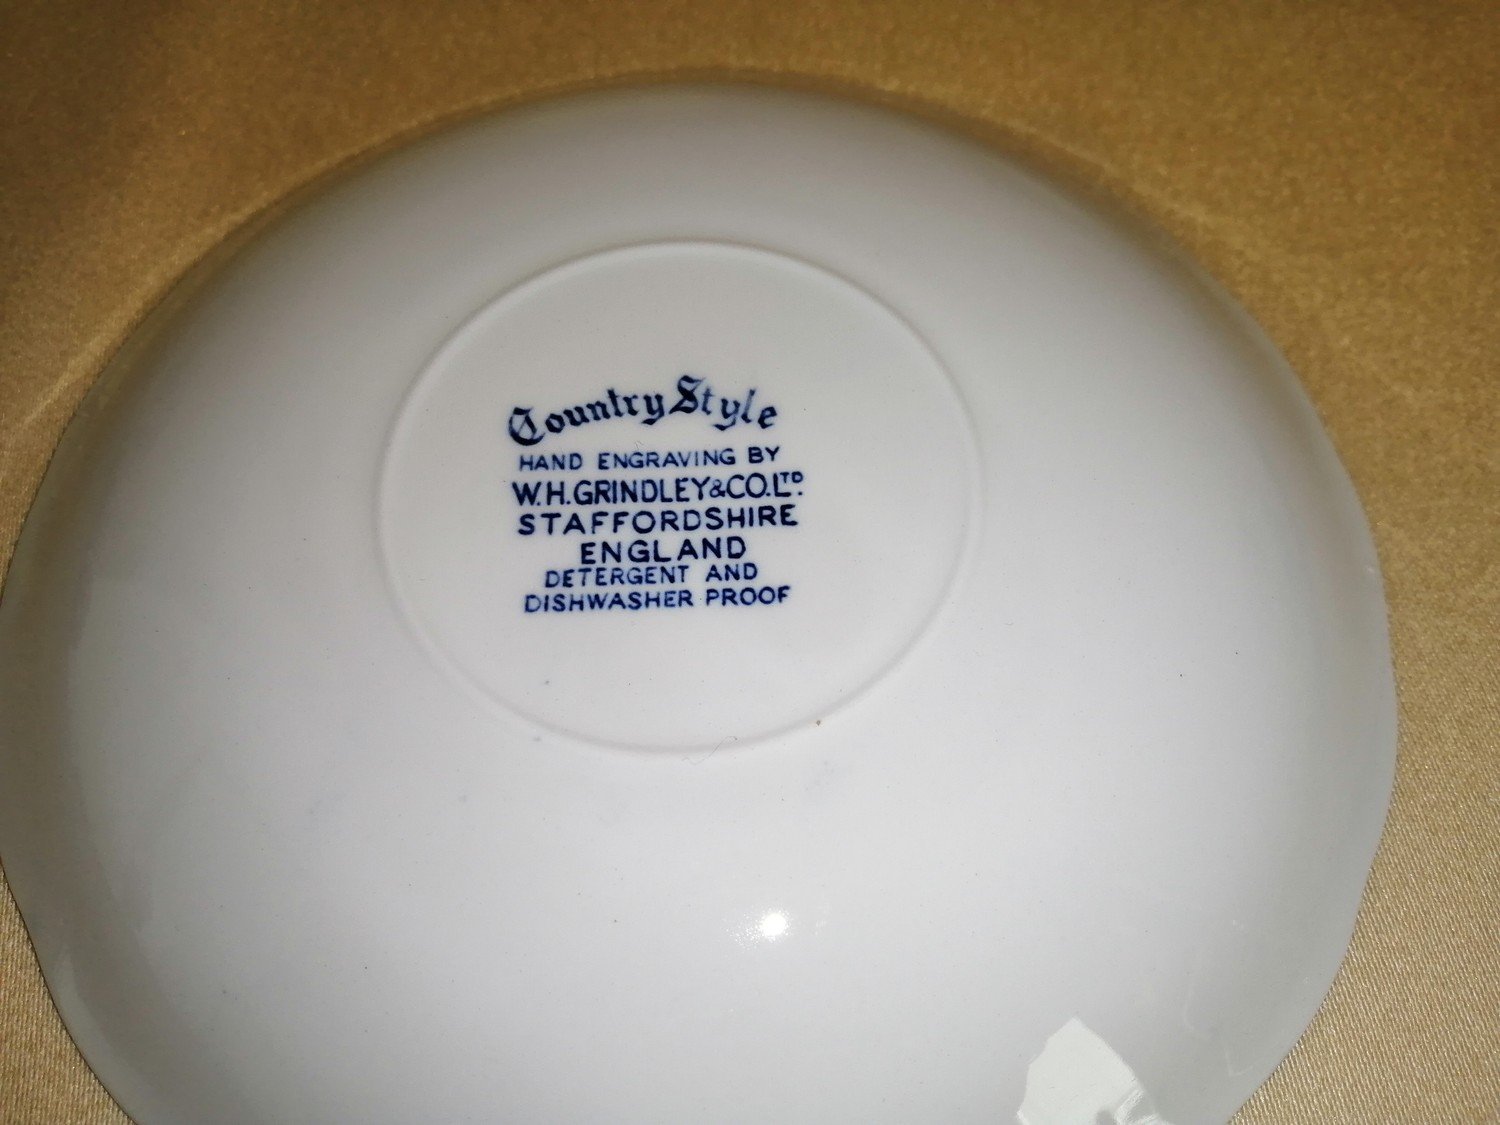 Country Style
HAND ENGRAVING BY
W.H.GRINDLEY&CO.LTD.
STAFFORDSHIRE
ENGLAND
DETERGENT AND
DISHWASHER PROOF